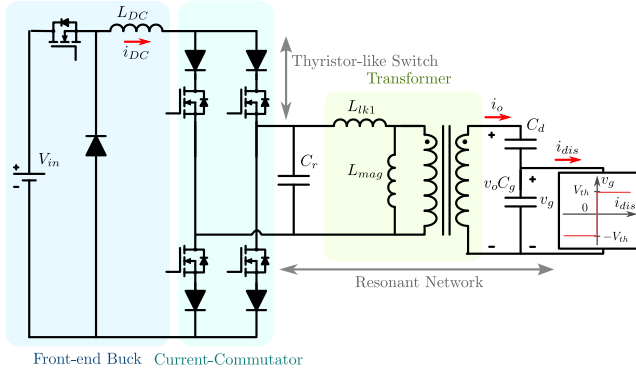 L_DC
i_DC
Thyristor-like Switch
Transformer
L_lk1
i_o
+
C_d
i_dis
V_in
+
-
C_r
L_mag
+
v_o
C_g
v_g
-
-
v_g
V_th
i_dis
0
-V_th
Resonant Network
Front-end Buck
Current-Commutator